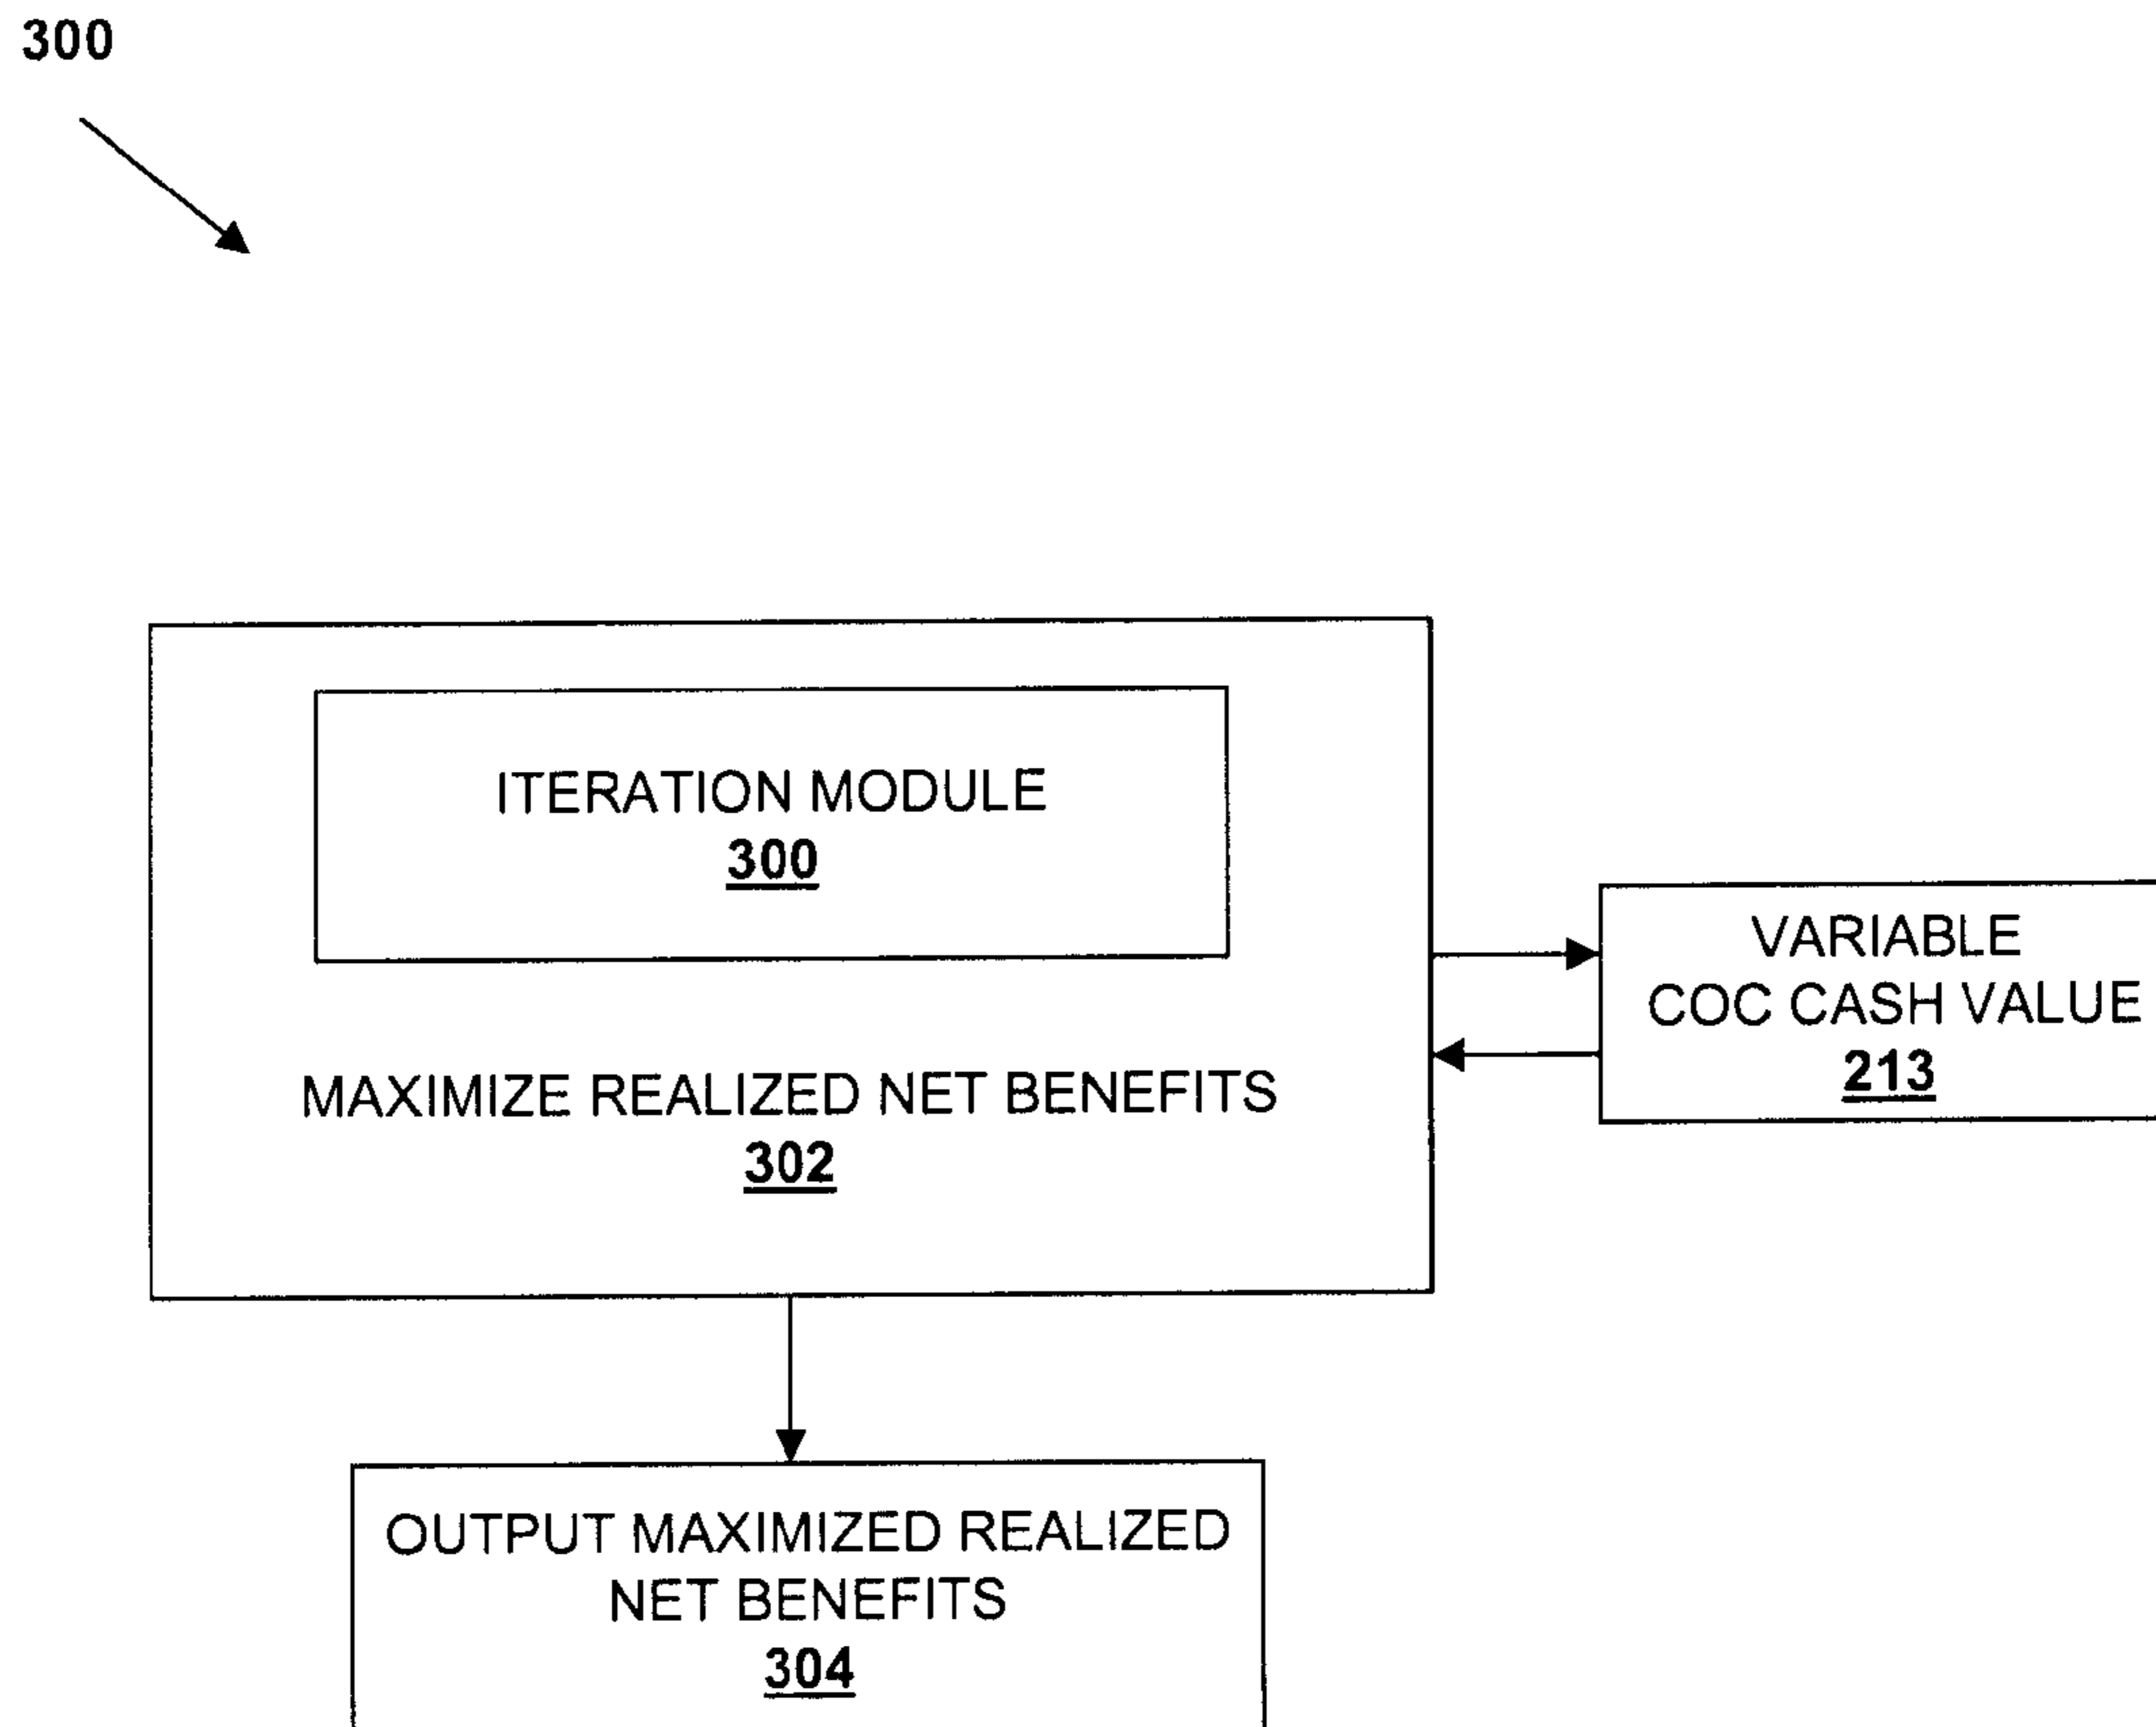 300
ITERATION MODULE
300
VARIABLE
COC CASH VALUE
213
MAXIMIZE REALIZED NET BENEFITS
302
OUTPUT MAXIMIZED REALIZED
NET BENEFITS
304